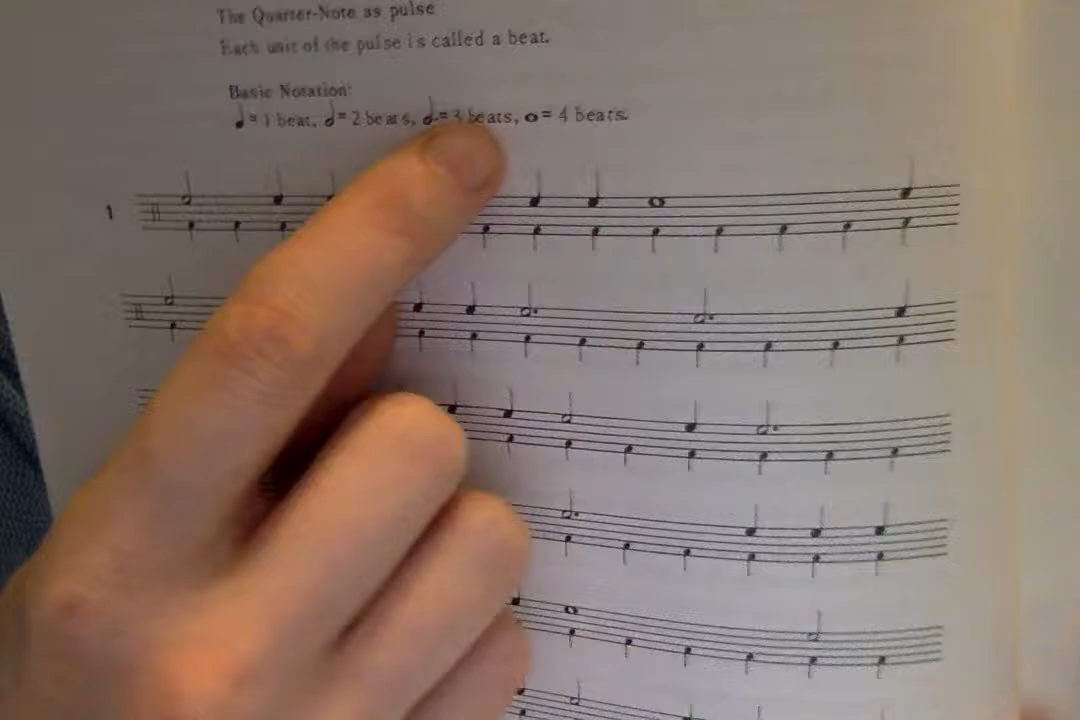 The Quarter-Note as pulse
Each unit of the pulse is called a beat.
Basic Notation:
♩= 1 beat, 𝅗𝅥= 2 beats, 𝅗𝅥.= 3 beats, 𝅝= 4 beats.
1